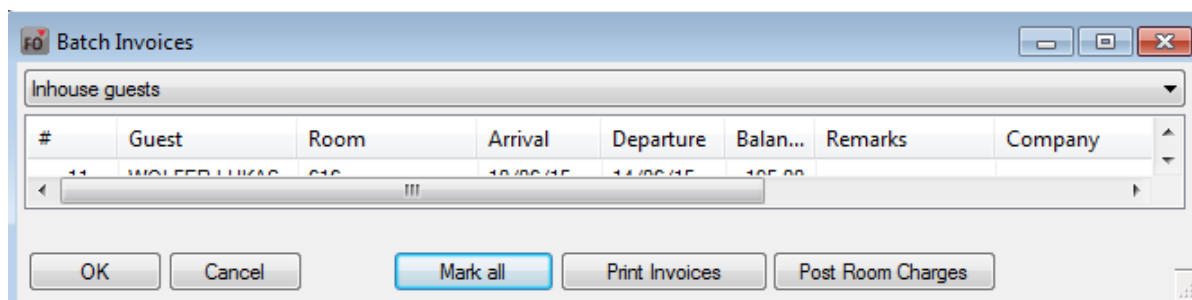 FO Batch Invoices
Inhouse guests
# Guest Room Arrival Departure Balan... Remarks Company
OK Cancel Mark all Print Invoices Post Room Charges